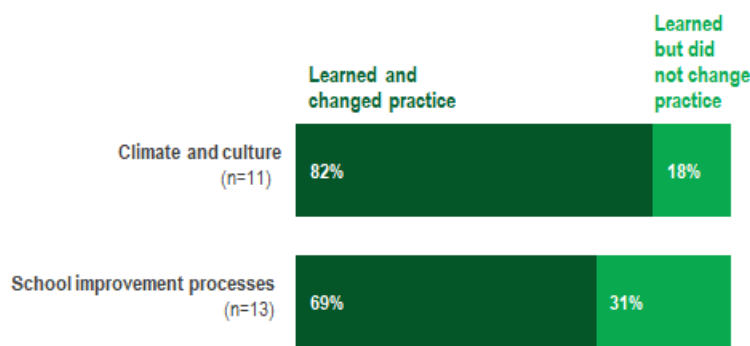 Learned and
changed practice
Learned
but did
not change
practice
Climate and culture
(n=11)
82%
18%
School improvement processes
(n=13)
69%
31%